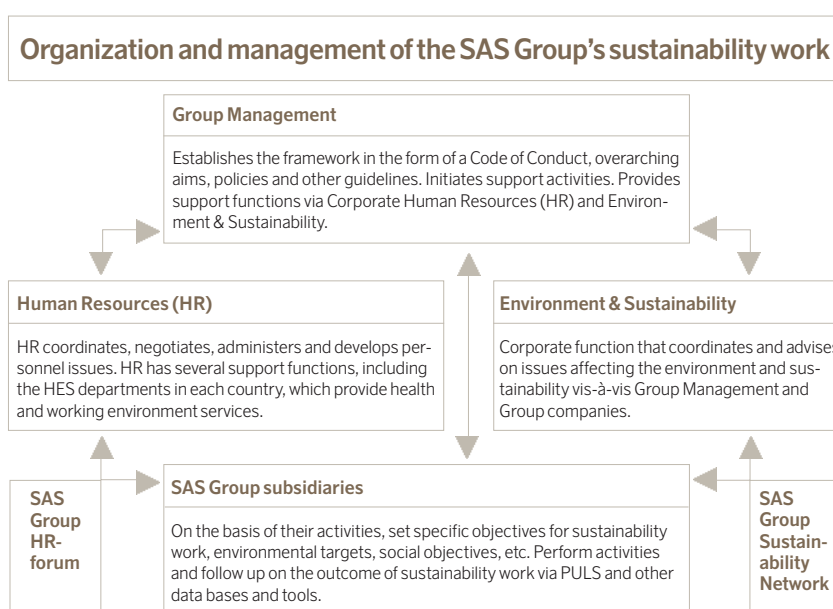 Organization and management of the SAS Group's sustainability work
Group Management
Establishes the framework in the form of a Code of Conduct, overarching
aims, policies and other guidelines. Initiates support activities. Provides
support functions via Corporate Human Resources (HR) and Environ-
ment & Sustainability.
Human Resources (HR)
HR coordinates, negotiates, administers and develops per-
sonnel issues. HR has several support functions, including
the HES departments in each country, which provide health
and working environment services.
Environment & Sustainability
Corporate function that coordinates and advises
on issues affecting the environment and sus-
tainability vis-à-vis Group Management and
Group companies.
SAS
Group
HR-
forum
SAS Group subsidiaries
On the basis of their activities, set specific objectives for sustainability
work, environmental targets, social objectives, etc. Perform activities
and follow up on the outcome of sustainability work via PULS and other
data bases and tools.
SAS
Group
Sustain-
ability
Network